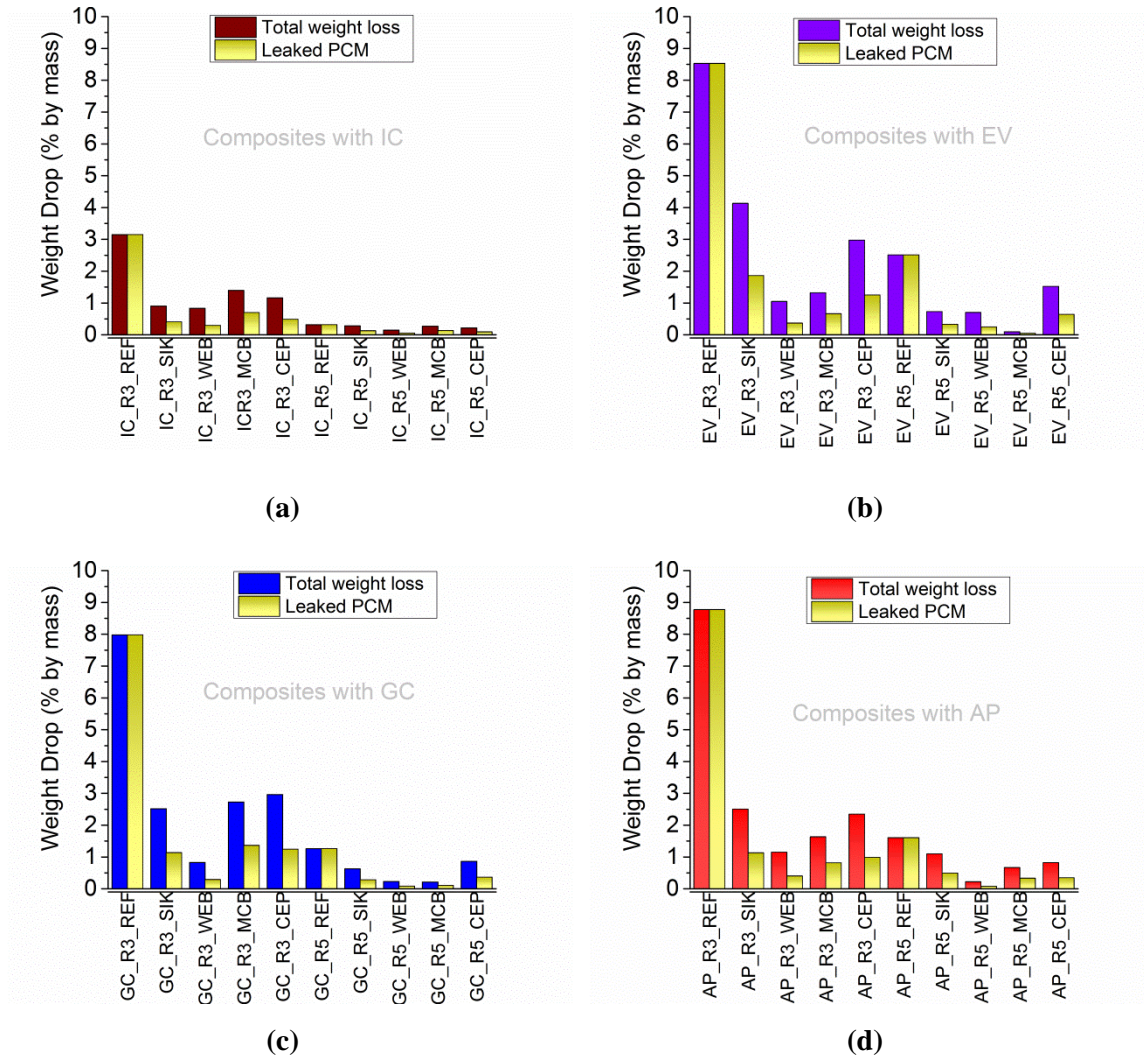 Total weight loss
Leaked PCM
Composites with IC
Weight Drop (% by mass)
10
9
8
7
6
5
4
3
2
1
0
IC_R3_REF
IC_R3_SIK
IC_R3_WEB
ICR3_MCB
IC_R3_CEP
IC_R5_REF
IC_R5_SIK
IC_R5_WEB
IC_R5_MCB
IC_R5_CEP
(a)
Total weight loss
Leaked PCM
Composites with EV
Weight Drop (% by mass)
10
9
8
7
6
5
4
3
2
1
0
EV_R3_REF
EV_R3_SIK
EV_R3_WEB
EV_R3_MCB
EV_R3_CEP
EV_R5_REF
EV_R5_SIK
EV_R5_WEB
EV_R5_MCB
EV_R5_CEP
(b)
Total weight loss
Leaked PCM
Composites with GC
Weight Drop (% by mass)
10
9
8
7
6
5
4
3
2
1
0
GC_R3_REF
GC_R3_SIK
GC_R3_WEB
GC_R3_MCB
GC_R3_CEP
GC_R5_REF
GC_R5_SIK
GC_R5_WEB
GC_R5_MCB
GC_R5_CEP
(c)
Total weight loss
Leaked PCM
Composites with AP
Weight Drop (% by mass)
10
9
8
7
6
5
4
3
2
1
0
AP_R3_REF
AP_R3_SIK
AP_R3_WEB
AP_R3_MCB
AP_R3_CEP
AP_R5_REF
AP_R5_SIK
AP_R5_WEB
AP_R5_MCB
AP_R5_CEP
(d)